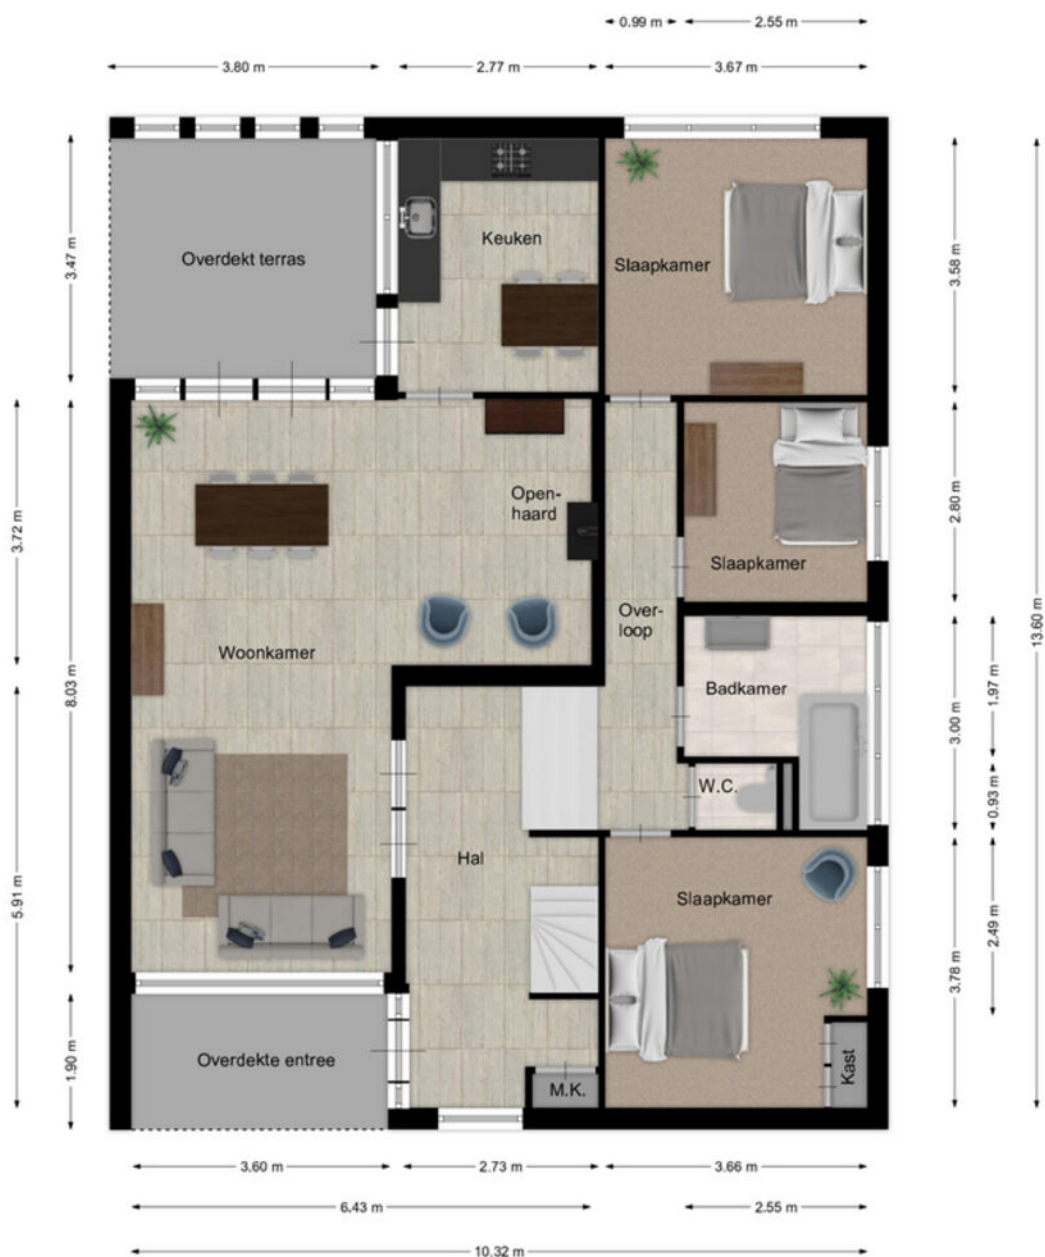 0.99 m
2.55 m
3.80 m
2.77 m
3.67 m
3.47 m
Overdekt terras
Keuken
Slaapkamer
3.58 m
13.60 m
3.72 m
8.03 m
Open-
haard
Slaapkamer
2.80 m
Over-
loop
Woonkamer
Badkamer
3.00 m
1.97 m
W.C.
0.93 m
5.91 m
Hal
Slaapkamer
3.78 m
2.49 m
1.90 m
Overdekte entree
M.K.
Kast
3.60 m
2.73 m
3.66 m
6.43 m
2.55 m
10.32 m